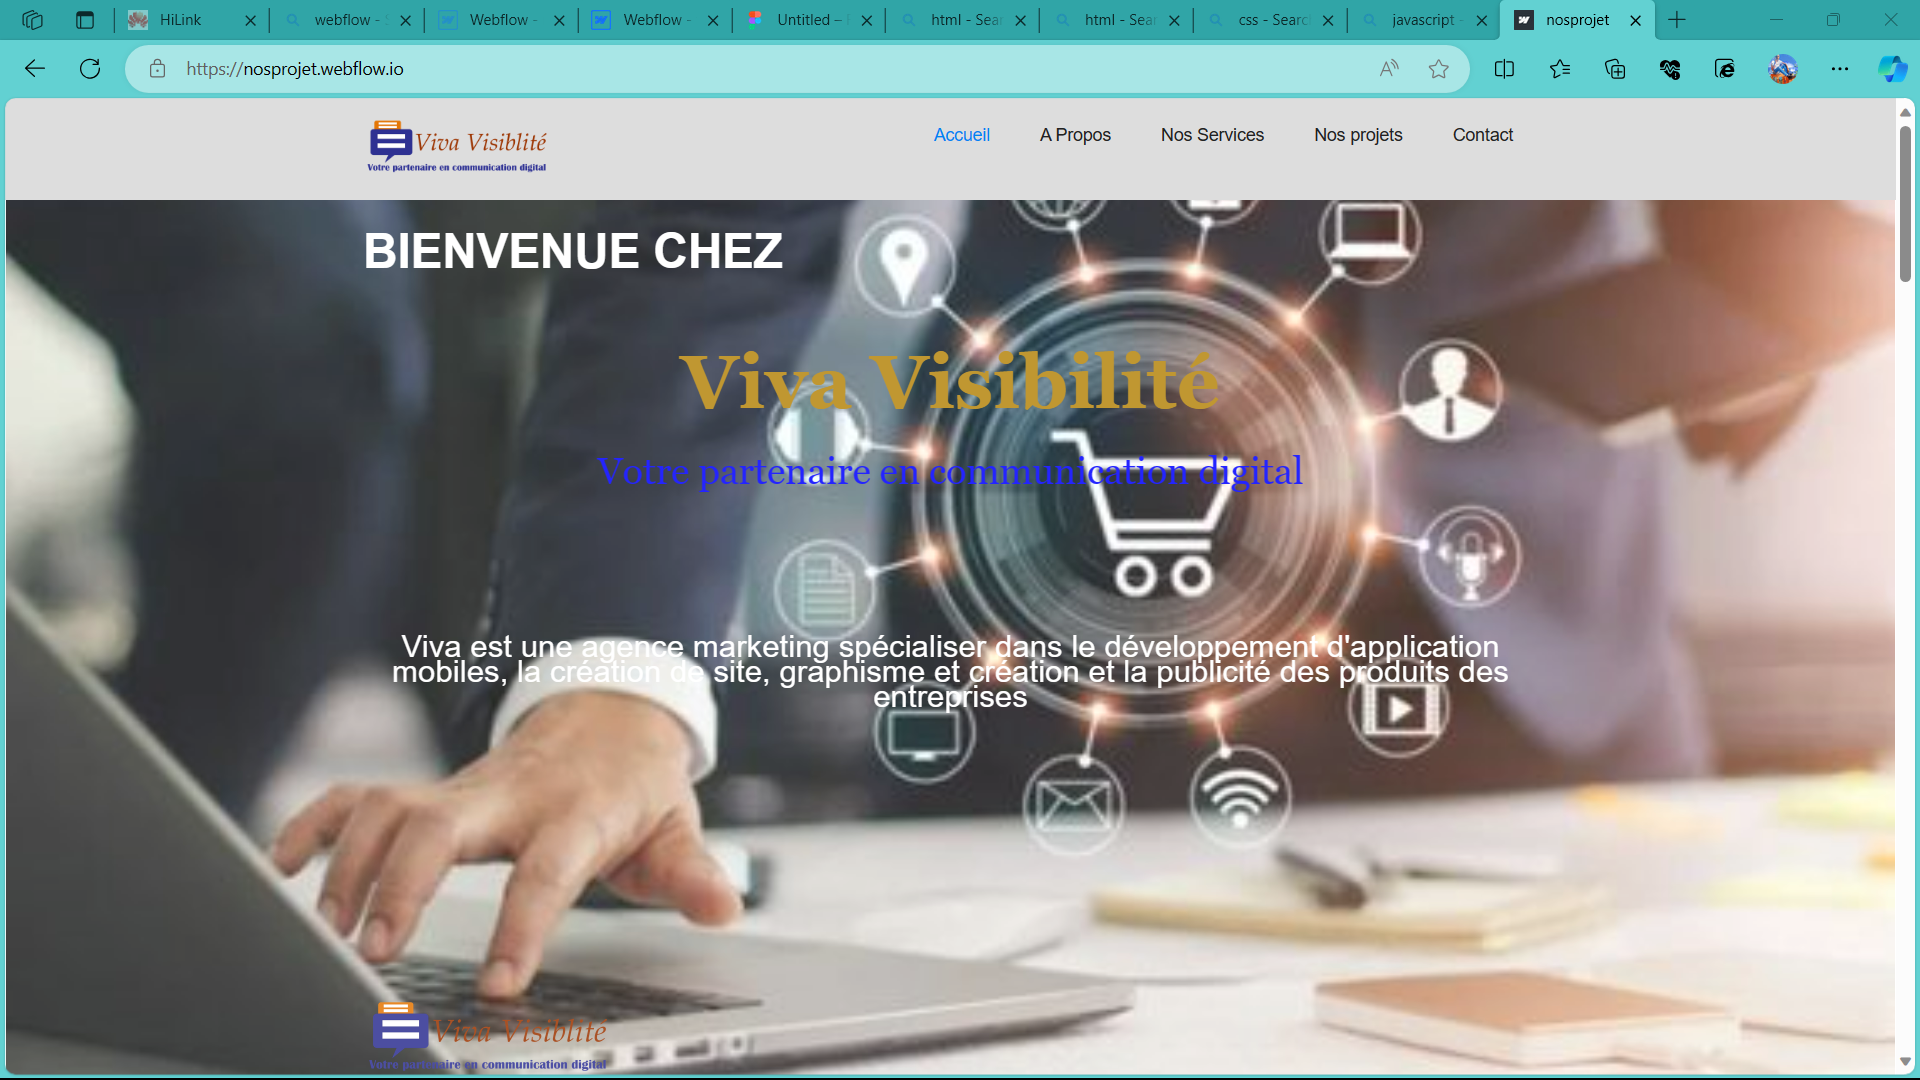 HiLink
webflow - S
Webflow -
Webflow -
Untitled –
html - Sear
html - Sear
css - Searc
javascript -
nosprojet
https://nosprojet.webflow.io
Viva Visiblité
Votre partenaire en communication digital
Accueil
A Propos
Nos Services
Nos projets
Contact
BIENVENUE CHEZ
Viva Visibilité
Votre partenaire en communication digital
Viva est une agence marketing spécialiser dans le développement d'application
mobiles, la création de site, graphisme et création et la publicité des produits des
entreprises
Viva Visiblité
Votre partenaire en communication digital